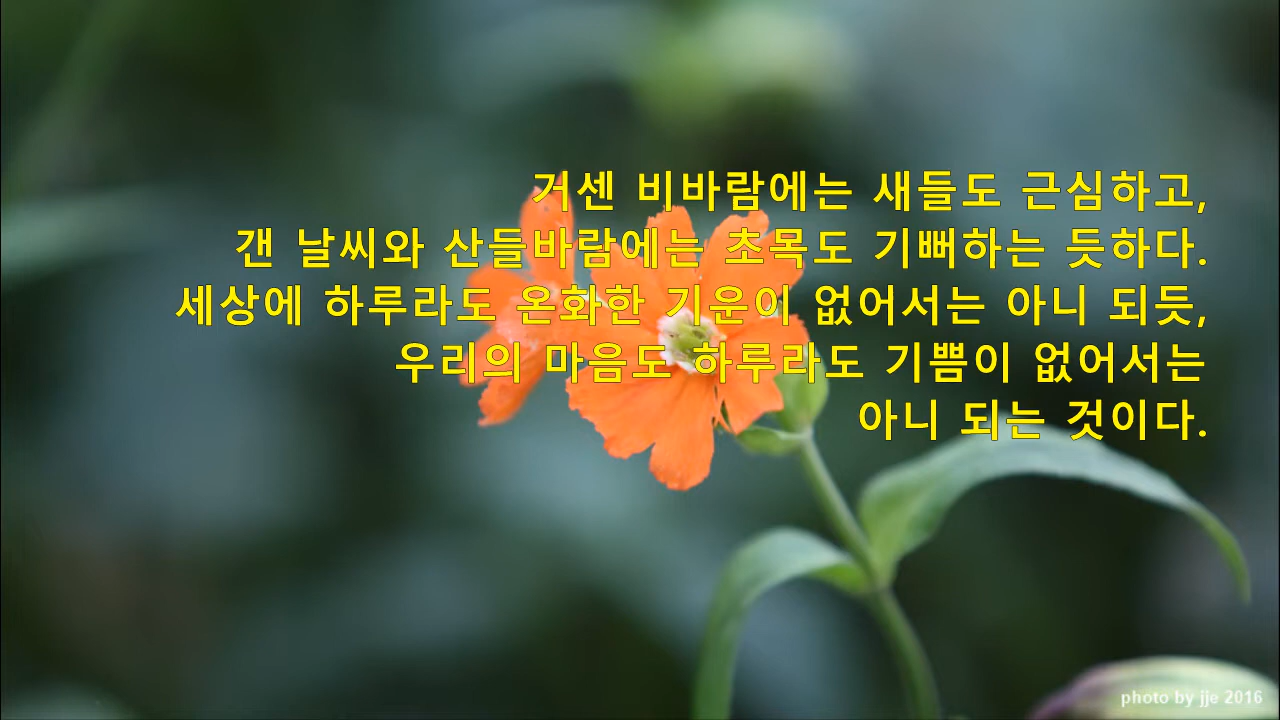 거센 비바람에는 새들도 근심하고,
갠 날씨와 산들바람에는 초목도 기뻐하는 듯하다.
세상에 하루라도 온화한 기운이 없어서는 아니 되듯,
우리의 마음도 하루라도 기쁨이 없어서는
아니 되는 것이다.
photo by jje 2016